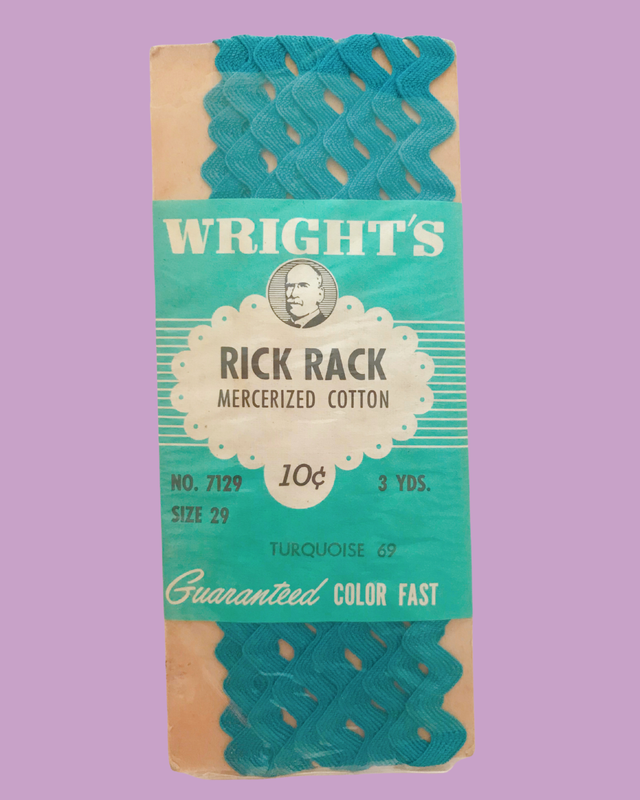 WRIGHT'S
RICK RACK
MERCERIZED COTTON
10¢
NO. 7129
3 YDS.
SIZE 29
TURQUOISE 69
Guaranteed COLOR FAST